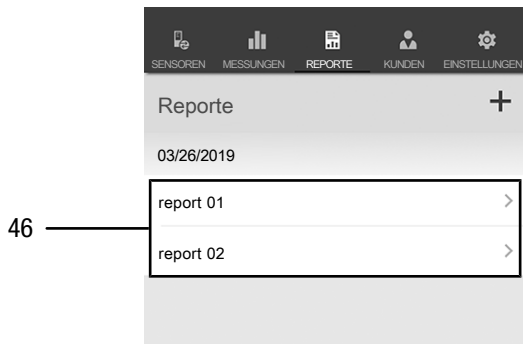 SENSOREN MESSUNGEN REPORTE KUNDEN EINSTELLUNGEN
Reporte +
03/26/2019
report 01 >
46
report 02 >